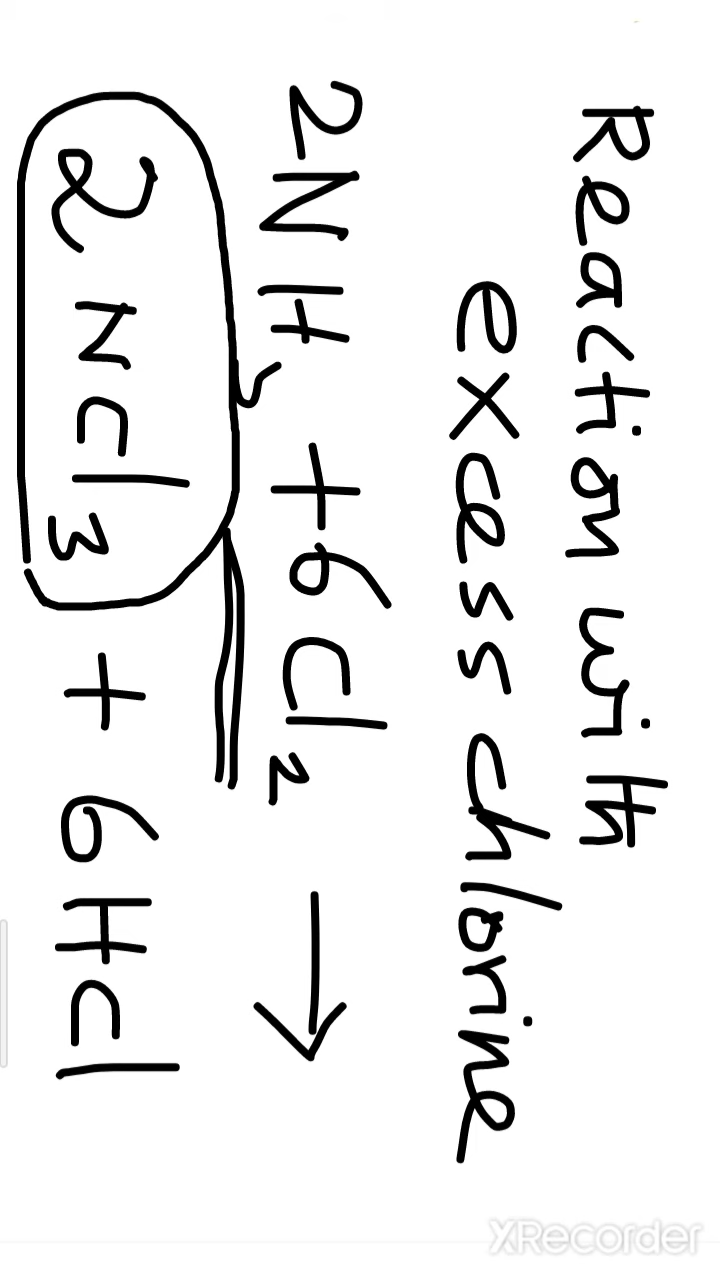 Reaction with
excess chlorine
2NH3 + 6Cl2 →
2NCl3 + 6HCl
XRecorder